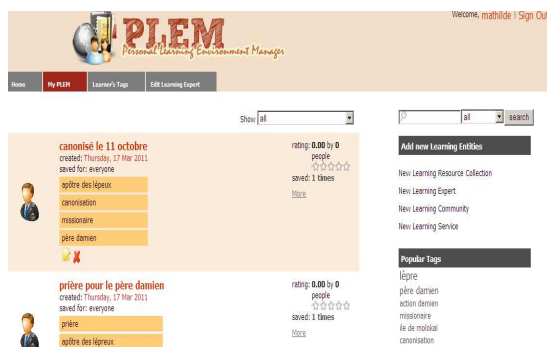 Welcome, mathilde | Sign Out
PLEM
Personal Learning Environment Manager
Home
My PLEM
Learner's Tags
Edit Learning Expert
Show all
all
search
canonisé le 11 octobre
created: Thursday, 17 Mar 2011
saved for: everyone
apôtre des lépeux
canonisation
missionaire
père damien
rating: 0.00 by 0
people
saved: 1 times
More
prière pour le père damien
created: Thursday, 17 Mar 2011
saved for: everyone
prière
apôtre des lépreux
rating: 0.00 by 0
people
saved: 1 times
More
Add new Learning Entities
New Learning Resource Collection
New Learning Expert
New Learning Community
New Learning Service
Popular Tags
lèpre
père damien
action damien
missionaire
ile de molokai
canonisation